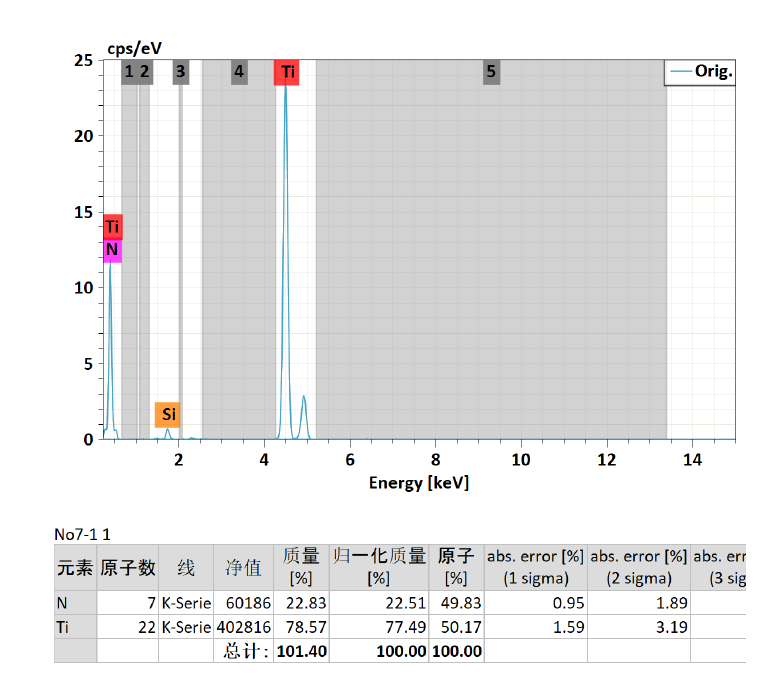 cps/eV
25
1 2 3 4 Ti 5
Orig.
20
15
Ti
N
10
5
Si
0
2 4 6 8 10 12 14
Energy [keV]
No7-1 1
元素 原子数 线 净值 质量 [%] 归一化质量 [%] 原子 [%] abs. error [%] (1 sigma) abs. error [%] (2 sigma) abs. err (3 sig
N 7 K-Serie 60186 22.83 22.51 49.83 0.95 1.89
Ti 22 K-Serie 402816 78.57 77.49 50.17 1.59 3.19
总计: 101.40 100.00 100.00